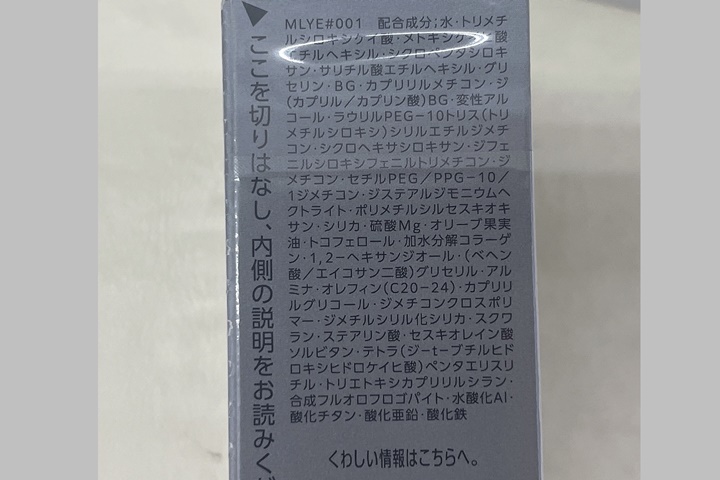 MLYE#001 配合成分;水・トリメチ
ルシロキシケイ酸・メトキシケイヒ酸
エチルヘキシル・シクロペンタシロキ
サン・サリチル酸エチルヘキシル・グリ
セリン・BG・カプリリルメチコン・ジ
(カプリル/カプリン酸)BG・変性アル
コール・ラウリルPEG-10トリス(トリ
メチルシロキシ)シリルエチルジメチ
コン・シクロヘキサシロキサン・ジフェ
ニルシロキシフェニルトリメチコン・ジ
メチコン・セチルPEG/PPG-10/
1ジメチコン・ジステアルジモニウムヘ
クトライト・ポリメチルシルセスキオキ
サン・シリカ・硫酸Mg・オリーブ果実
油・トコフェロール・加水分解コラーゲ
ン・1,2-ヘキサンジオール・(ベヘン
酸/エイコサン二酸)グリセリル・アル
ミナ・オレフィン(C20-24)・カプリリ
ルグリコール・ジメチコンクロスポリ
マー・ジメチルシリル化シリカ・スクワ
ラン・ステアリン酸・セスキオレイン酸
ソルビタン・テトラ(ジ-t-ブチルヒド
ロキシヒドロケイヒ酸)ペンタエリスリ
チル・トリエトキシカプリリルシラン・
合成フルオロフロゴパイト・水酸化Al・
酸化チタン・酸化亜鉛・酸化鉄
くわしい情報はこちらへ。
ここを切りはなし、内側の説明をお読みくだ